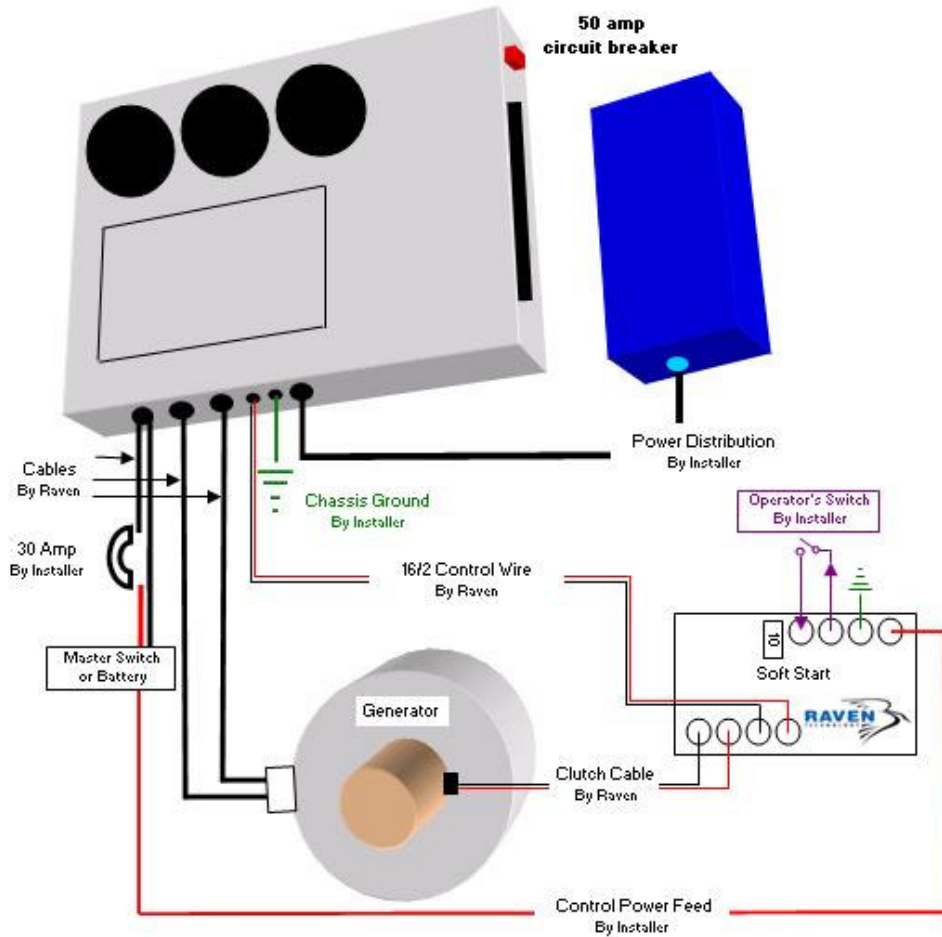 50 amp
circuit breaker
Power Distribution
By Installer
Cables
By Raven
Chassis Ground
By Installer
Operator's Switch
By Installer
30 Amp
By Installer
16/2 Control Wire
By Raven
10
Soft Start
Master Switch
or Battery
Generator
RAVEN
TECHNOLOGY
Clutch Cable
By Raven
Control Power Feed
By Installer